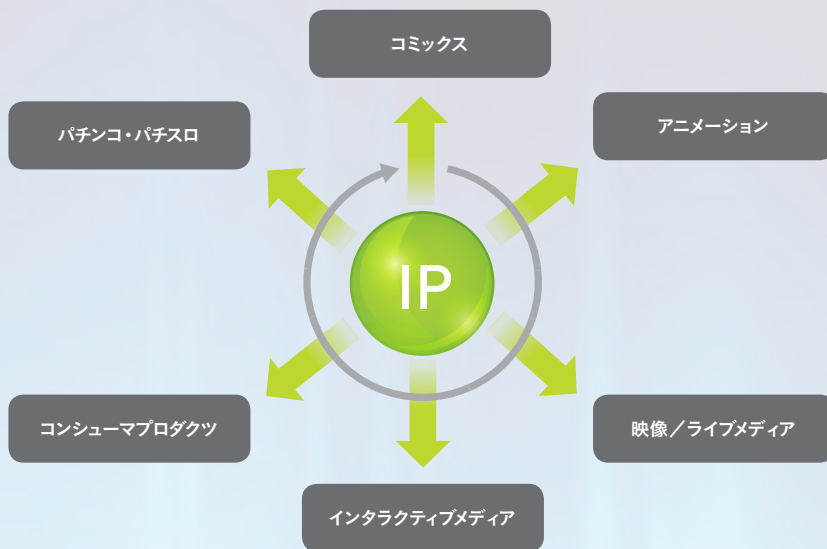 コミックス
パチンコ・パチスロ
アニメーション
IP
コンシューマプロダクツ
映像／ライブメディア
インタラクティブメディア